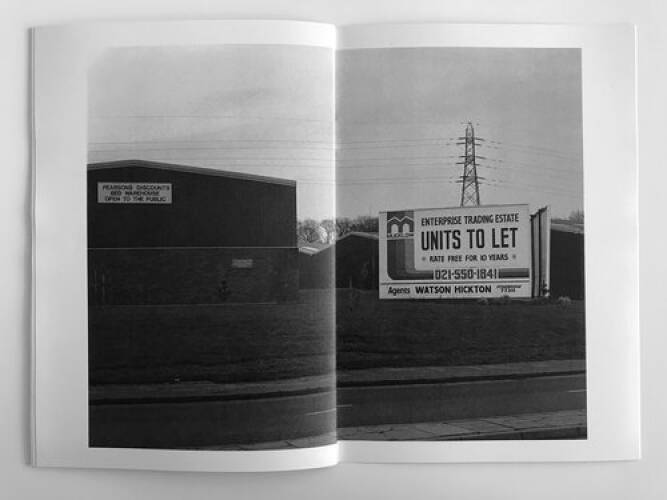 PEARSONS DISCOUNTS
BED WAREHOUSE
OPEN TO THE PUBLIC
MUCKLOW
ENTERPRISE TRADING ESTATE
UNITS TO LET
* RATE FREE FOR 10 YEARS *
021-550-1841
Agents WATSON HICKTON